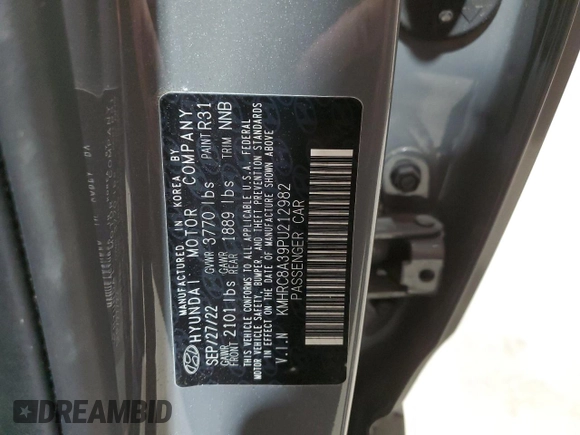 MANUFACTURED IN KOREA BY
HYUNDAI MOTOR COMPANY
SEP/27/22 GVWR 3770 lbs PAINT R31
GAWR FRONT 2101 lbs GAWR REAR 1889 lbs TRIM NNB
THIS VEHICLE CONFORMS TO ALL APPLICABLE U.S.A. FEDERAL
MOTOR VEHICLE SAFETY, BUMPER, AND THEFT PREVENTION STANDARDS
IN EFFECT ON THE DATE OF MANUFACTURE SHOWN ABOVE
V.I.N KMHRC8A39PU212982
PASSENGER CAR
DREAMBID